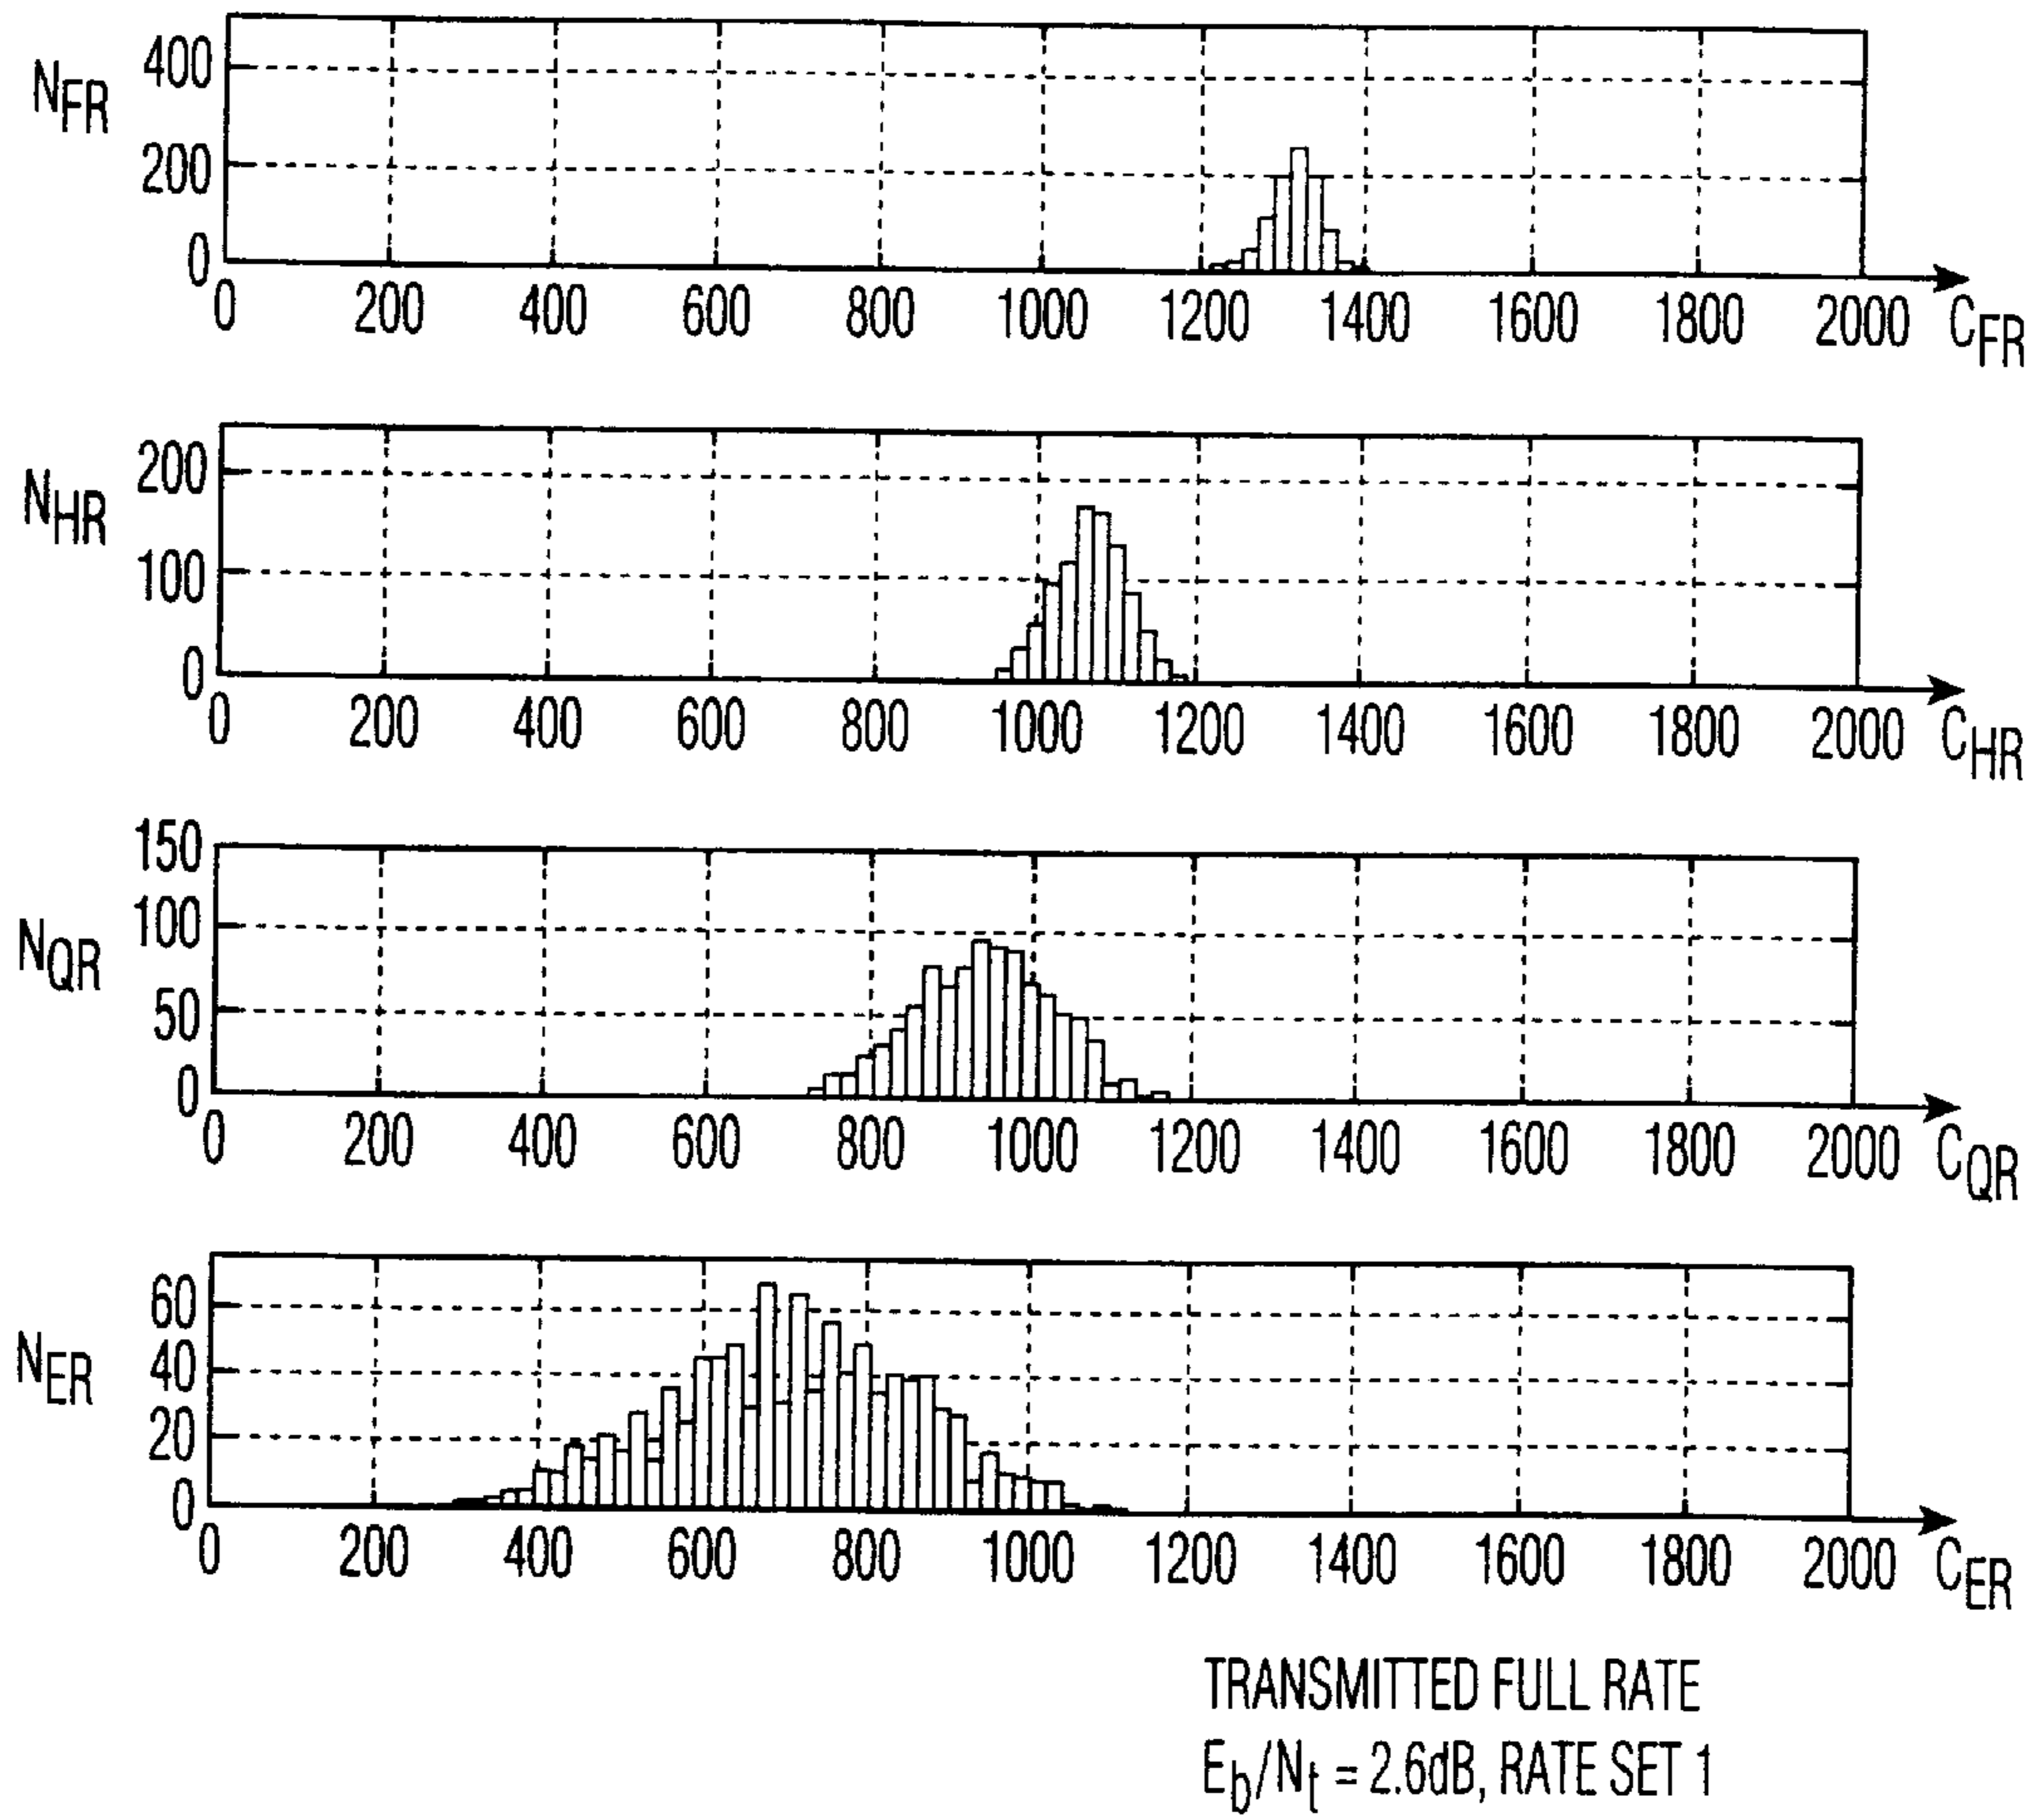 N_FR
400
200
0
0 200 400 600 800 1000 1200 1400 1600 1800 2000 C_FR
N_HR
200
100
0
0 200 400 600 800 1000 1200 1400 1600 1800 2000 C_HR
N_QR
150
100
50
0
0 200 400 600 800 1000 1200 1400 1600 1800 2000 C_QR
N_ER
60
40
20
0
0 200 400 600 800 1000 1200 1400 1600 1800 2000 C_ER
TRANSMITTED FULL RATE
E_b/N_t = 2.6dB, RATE SET 1